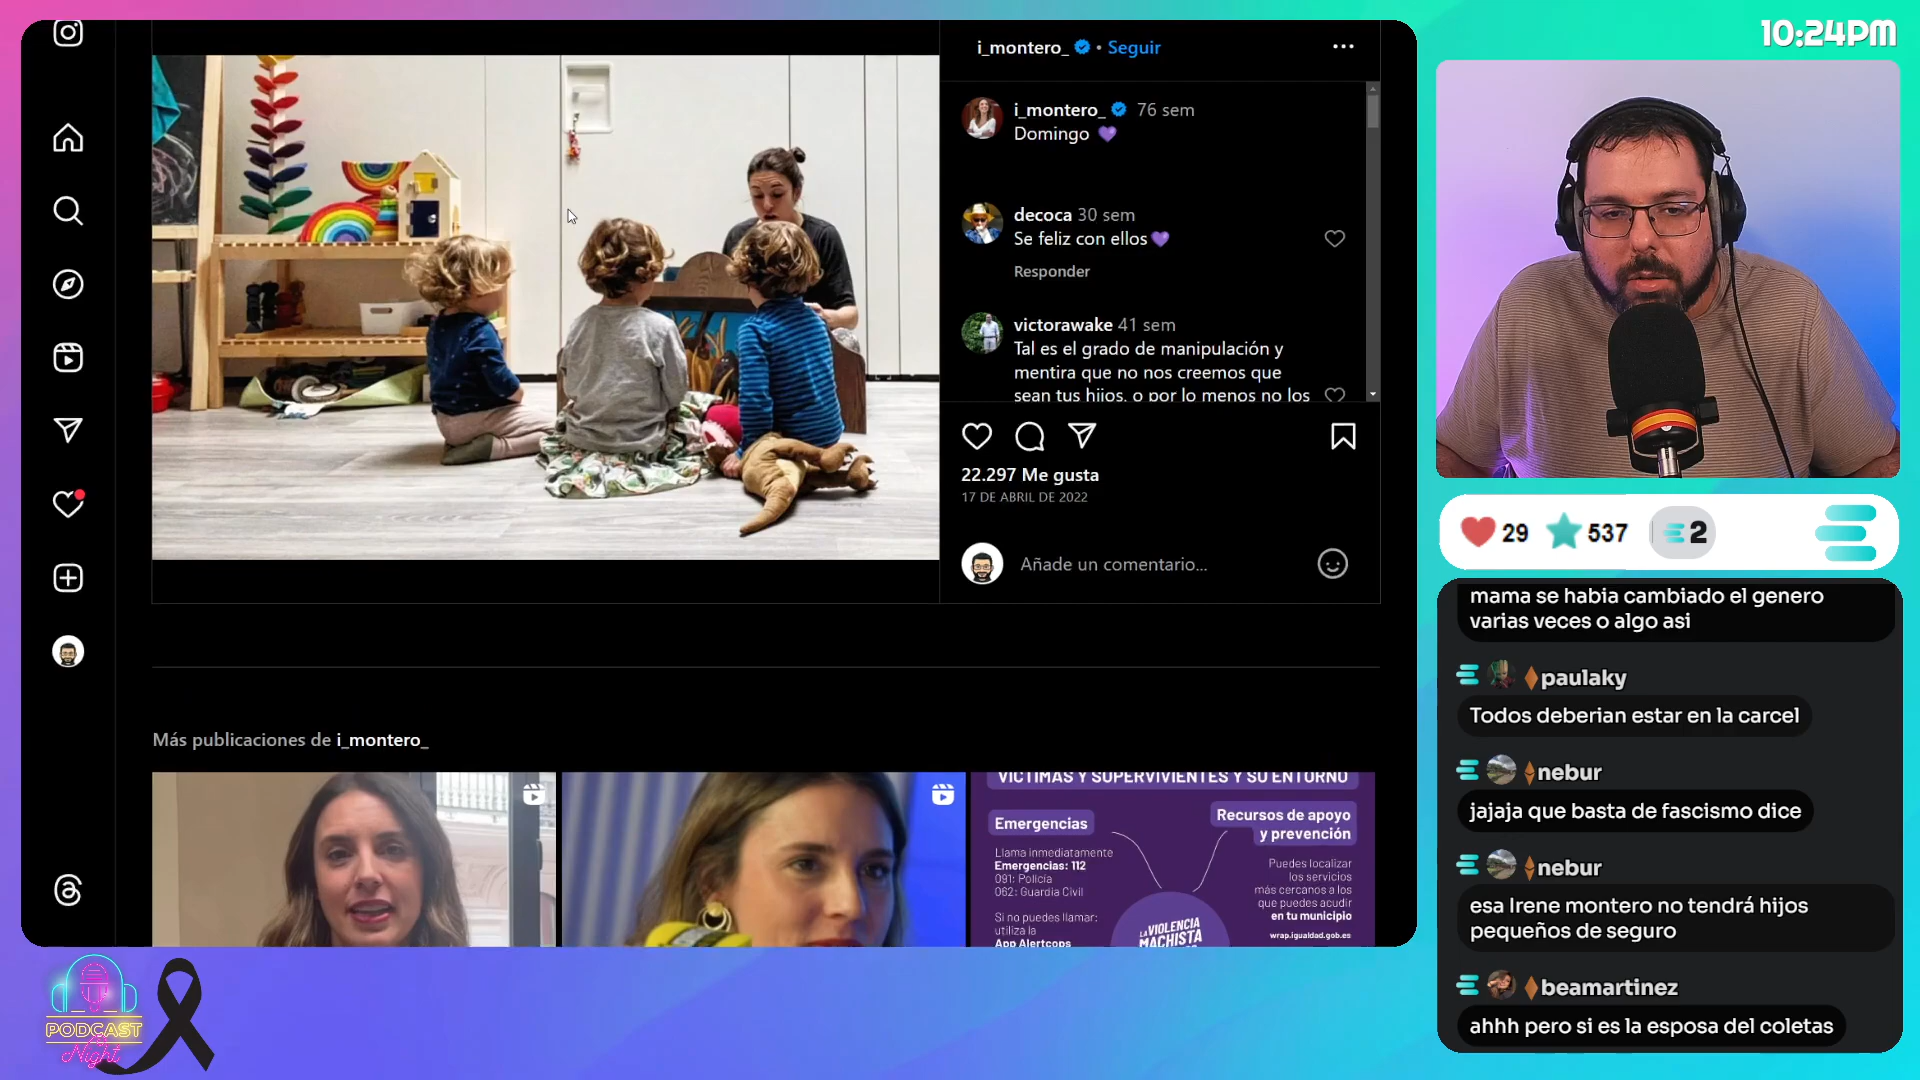 10:24PM
i_montero_ • Seguir
i_montero_ 76 sem
Domingo 💜
decoca 30 sem
Se feliz con ellos💜
Responder
victorawake 41 sem
Tal es el grado de manipulación y
mentira que no nos creemos que
sean tus hijos, o por lo menos no los
22.297 Me gusta
17 DE ABRIL DE 2022
Añade un comentario...
Más publicaciones de i_montero_
VÍCTIMAS Y SUPERVIVIENTES Y SU ENTORNO
Emergencias
Llama inmediatamente
Emergencias: 112
091: Policía
062: Guardia Civil
Si no puedes llamar:
utiliza la
App Alertcops
Recursos de apoyo
y prevención
Puedes localizar
los servicios
más cercanos a los
que puedes acudir
en tu municipio
wrap.igualdad.gob.es
LA VIOLENCIA
MACHISTA
29 537 2
mama se habia cambiado el genero
varias veces o algo asi
paulaky
Todos deberian estar en la carcel
nebur
jajaja que basta de fascismo dice
nebur
esa Irene montero no tendrá hijos
pequeños de seguro
beamartinez
ahhh pero si es la esposa del coletas
PODCAST
Night